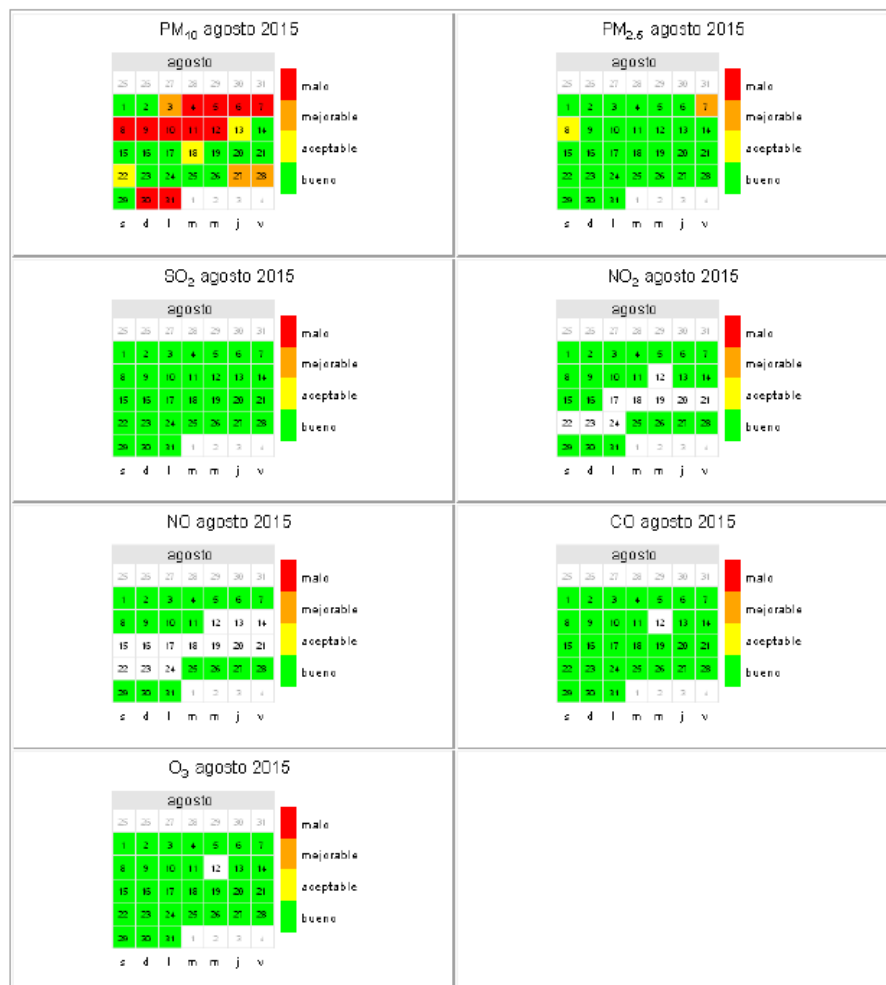 PM10 agosto 2015
agosto
25 26 27 28 29 30 31
malo
1 2 3 4 5 6 7
mejorable
8 9 10 11 12 13 14
15 16 17 18 19 20 21
aceptable
22 23 24 25 26 27 28
bueno
29 30 31 1 2 3 4
s d l m m j v
PM2.5 agosto 2015
agosto
25 26 27 28 29 30 31
malo
1 2 3 4 5 6 7
mejorable
8 9 10 11 12 13 14
15 16 17 18 19 20 21
aceptable
22 23 24 25 26 27 28
bueno
29 30 31 1 2 3 4
s d l m m j v
SO2 agosto 2015
agosto
25 26 27 28 29 30 31
malo
1 2 3 4 5 6 7
mejorable
8 9 10 11 12 13 14
15 16 17 18 19 20 21
aceptable
22 23 24 25 26 27 28
bueno
29 30 31 1 2 3 4
s d l m m j v
NO2 agosto 2015
agosto
25 26 27 28 29 30 31
malo
1 2 3 4 5 6 7
mejorable
8 9 10 11 12 13 14
15 16 17 18 19 20 21
aceptable
22 23 24 25 26 27 28
bueno
29 30 31 1 2 3 4
s d l m m j v
NO agosto 2015
agosto
25 26 27 28 29 30 31
malo
1 2 3 4 5 6 7
mejorable
8 9 10 11 12 13 14
15 16 17 18 19 20 21
aceptable
22 23 24 25 26 27 28
bueno
29 30 31 1 2 3 4
s d l m m j v
CO agosto 2015
agosto
25 26 27 28 29 30 31
malo
1 2 3 4 5 6 7
mejorable
8 9 10 11 12 13 14
15 16 17 18 19 20 21
aceptable
22 23 24 25 26 27 28
bueno
29 30 31 1 2 3 4
s d l m m j v
O3 agosto 2015
agosto
25 26 27 28 29 30 31
malo
1 2 3 4 5 6 7
mejorable
8 9 10 11 12 13 14
15 16 17 18 19 20 21
aceptable
22 23 24 25 26 27 28
bueno
29 30 31 1 2 3 4
s d l m m j v